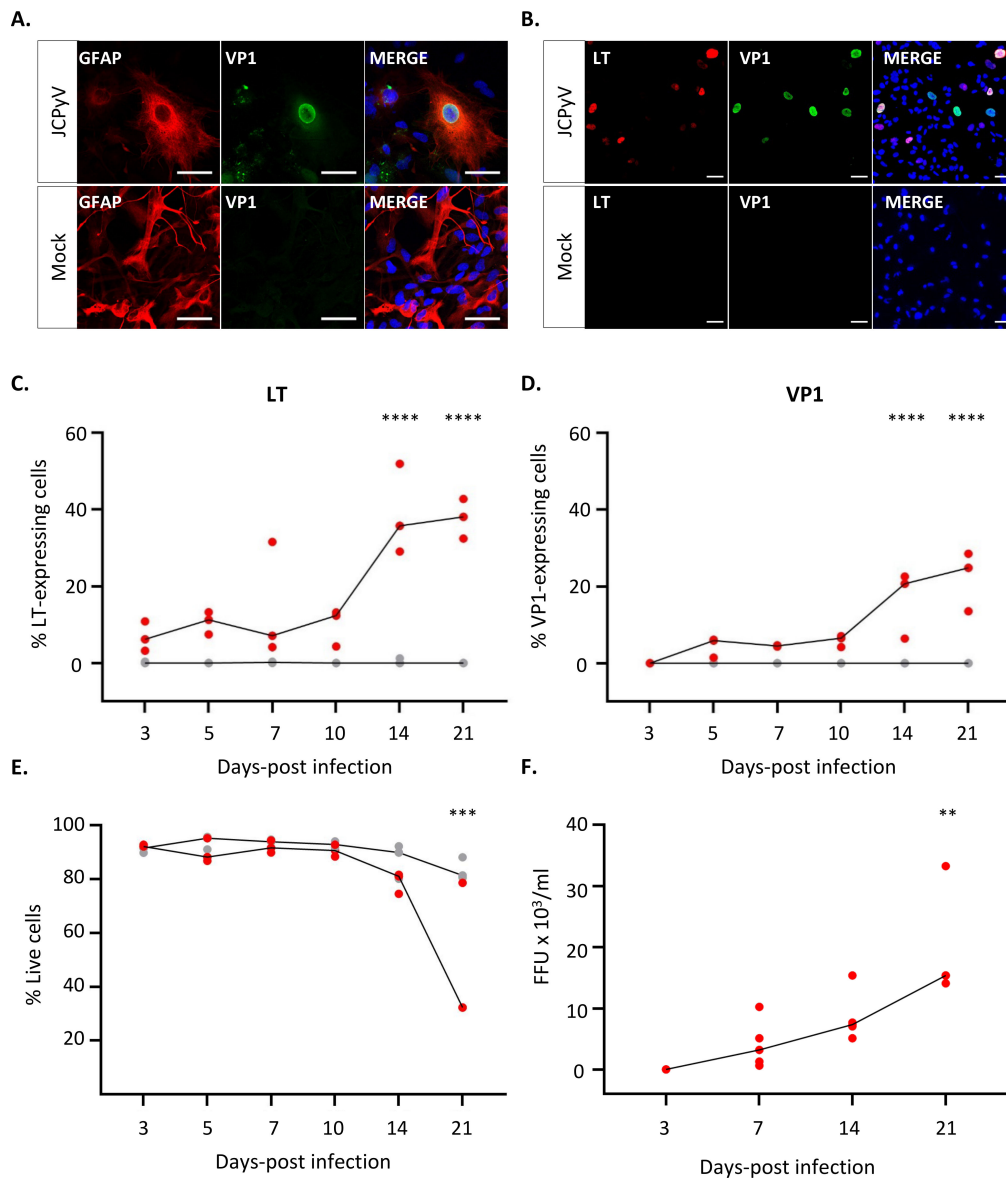 A.
B.
JCPyV
GFAP
VP1
MERGE
JCPyV
LT
VP1
MERGE
Mock
GFAP
VP1
MERGE
Mock
LT
VP1
MERGE
C.
LT
D.
VP1
**** ****
**** ****
% LT-expressing cells
60
40
20
0
3 5 7 10 14 21
Days-post infection
% VP1-expressing cells
60
40
20
0
3 5 7 10 14 21
Days-post infection
E.
***
% Live cells
100
80
60
40
20
3 5 7 10 14 21
Days-post infection
F.
**
FFU x 10³/ml
40
30
20
10
0
3 7 14 21
Days-post infection